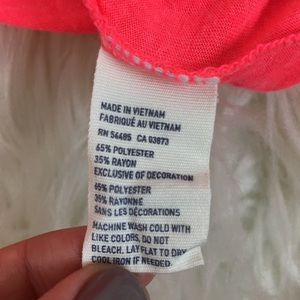 MADE IN VIETNAM
FABRIQUÉ AU VIETNAM
RN 54485 CA 03873
65% POLYESTER
35% RAYON
EXCLUSIVE OF DECORATION
65% POLYESTER
35% RAYONNE
SANS LES DÉCORATIONS
MACHINE WASH COLD WITH
LIKE COLORS, DO NOT
BLEACH. LAY FLAT TO DRY
COOL IRON IF NEEDED